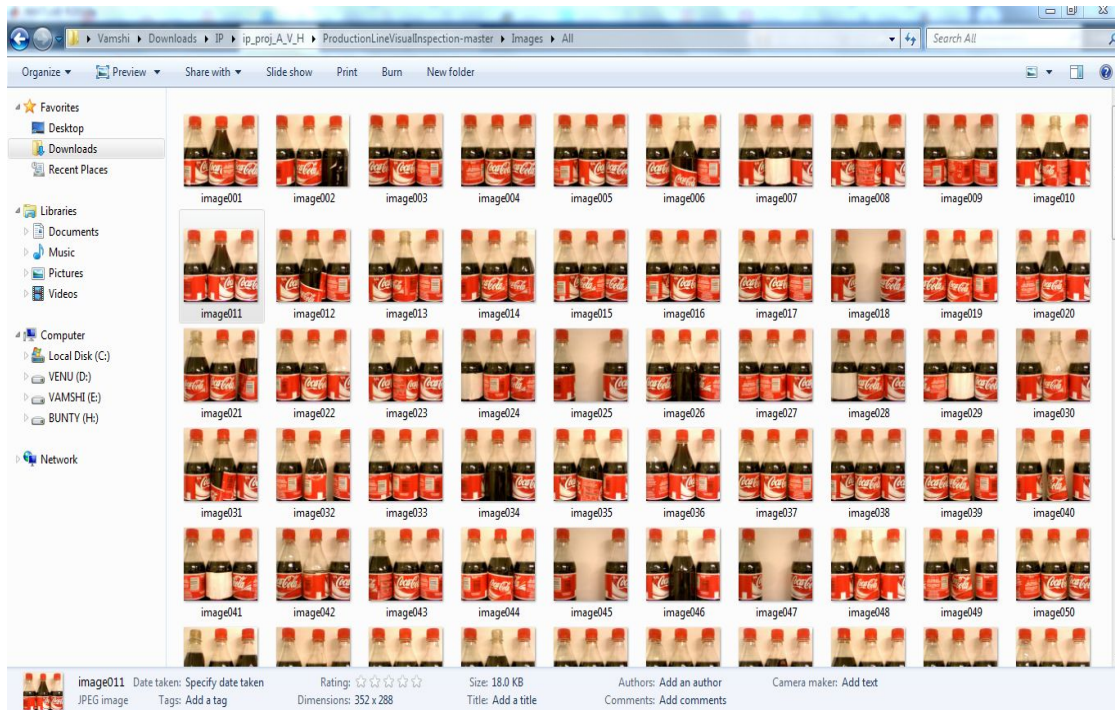 Vamshi Downloads IP ip_proj_A_V_H ProductionLineVisualInspection-master Images All Search All
Organize Preview Share with Slide show Print Burn New folder
Favorites
Desktop
Downloads
Recent Places
Libraries
Documents
Music
Pictures
Videos
Computer
Local Disk (C:)
VENU (D:)
VAMSHI (E:)
BUNTY (H:)
Network
image001 image002 image003 image004 image005 image006 image007 image008 image009 image010
image011 image012 image013 image014 image015 image016 image017 image018 image019 image020
image021 image022 image023 image024 image025 image026 image027 image028 image029 image030
image031 image032 image033 image034 image035 image036 image037 image038 image039 image040
image041 image042 image043 image044 image045 image046 image047 image048 image049 image050
image011 Date taken: Specify date taken Rating: Size: 18.0 KB Authors: Add an author Camera maker: Add text
JPEG image Tags: Add a tag Dimensions: 352 x 288 Title: Add a title Comments: Add comments